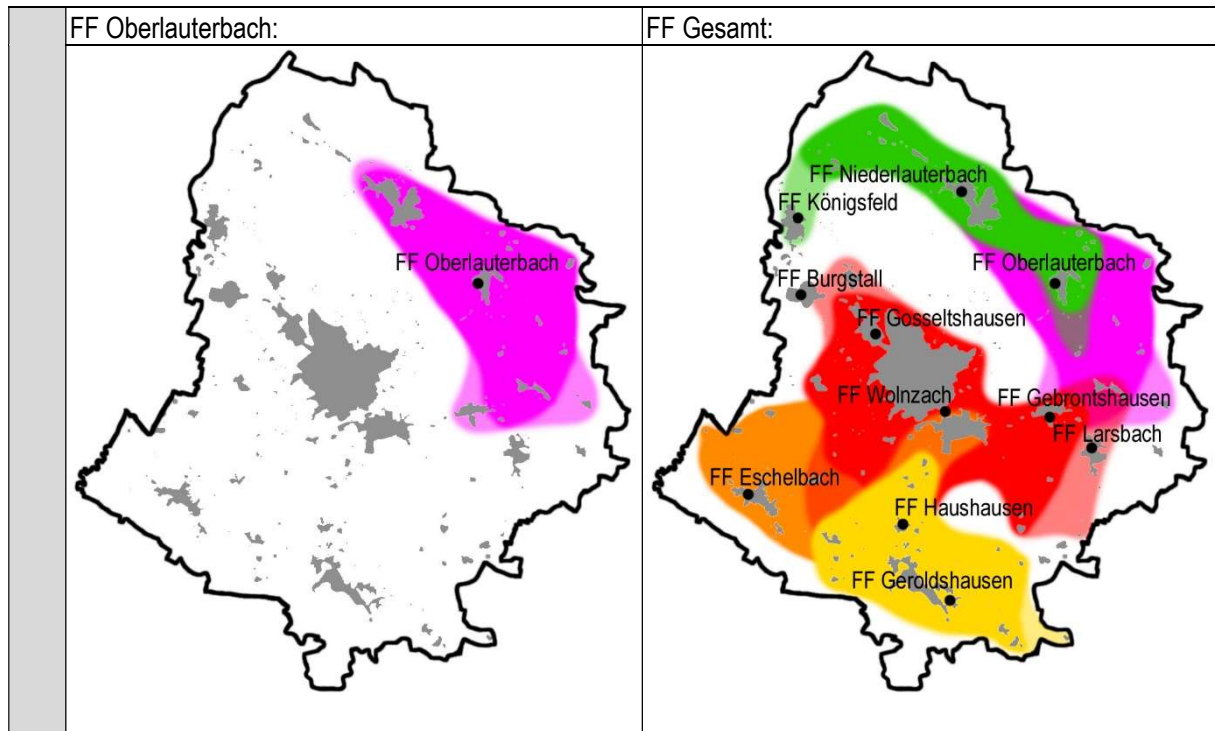 FF Oberlauterbach:
FF Oberlauterbach
FF Gesamt:
FF Niederlauterbach
FF Königsfeld
FF Oberlauterbach
FF Burgstall
FF Gosseltshausen
FF Wolnzach
FF Gebrontshausen
FF Larsbach
FF Eschelbach
FF Haushausen
FF Geroldshausen